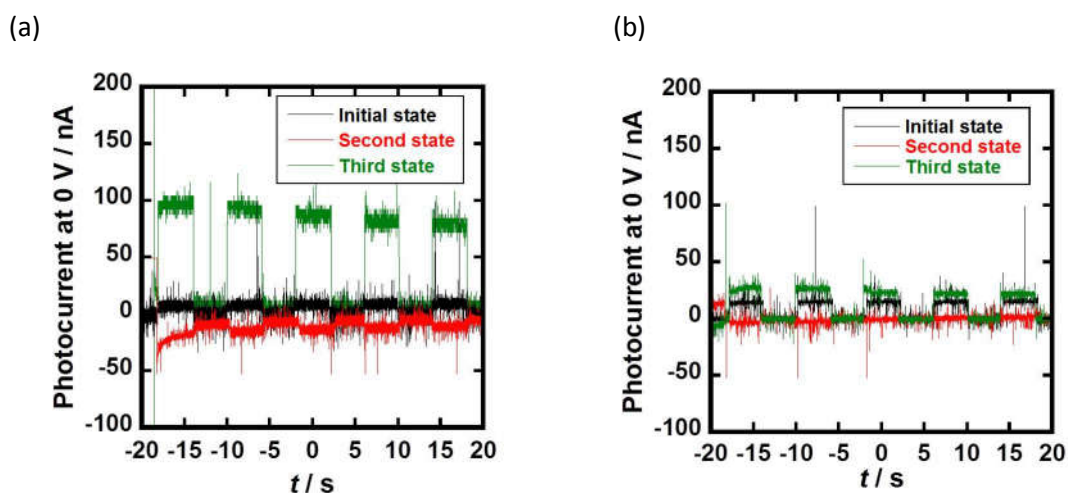 (a)
(b)
Photocurrent at 0 V / nA
200
150
100
50
0
-50
-100
-20 -15 -10 -5 0 5 10 15 20
t / s
Initial state
Second state
Third state
Photocurrent at 0 V / nA
200
150
100
50
0
-50
-100
-20 -15 -10 -5 0 5 10 15 20
t / s
Initial state
Second state
Third state